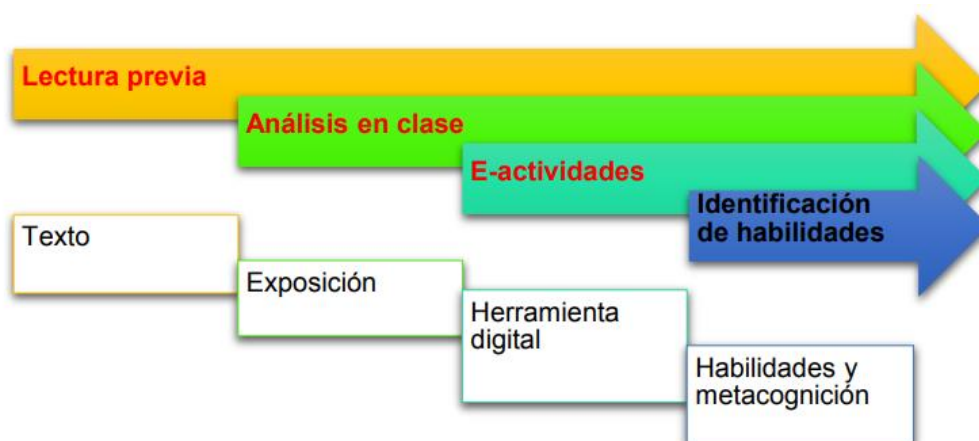 Lectura previa
Análisis en clase
E-actividades
Identificación
de habilidades
Texto
Exposición
Herramienta
digital
Habilidades y
metacognición